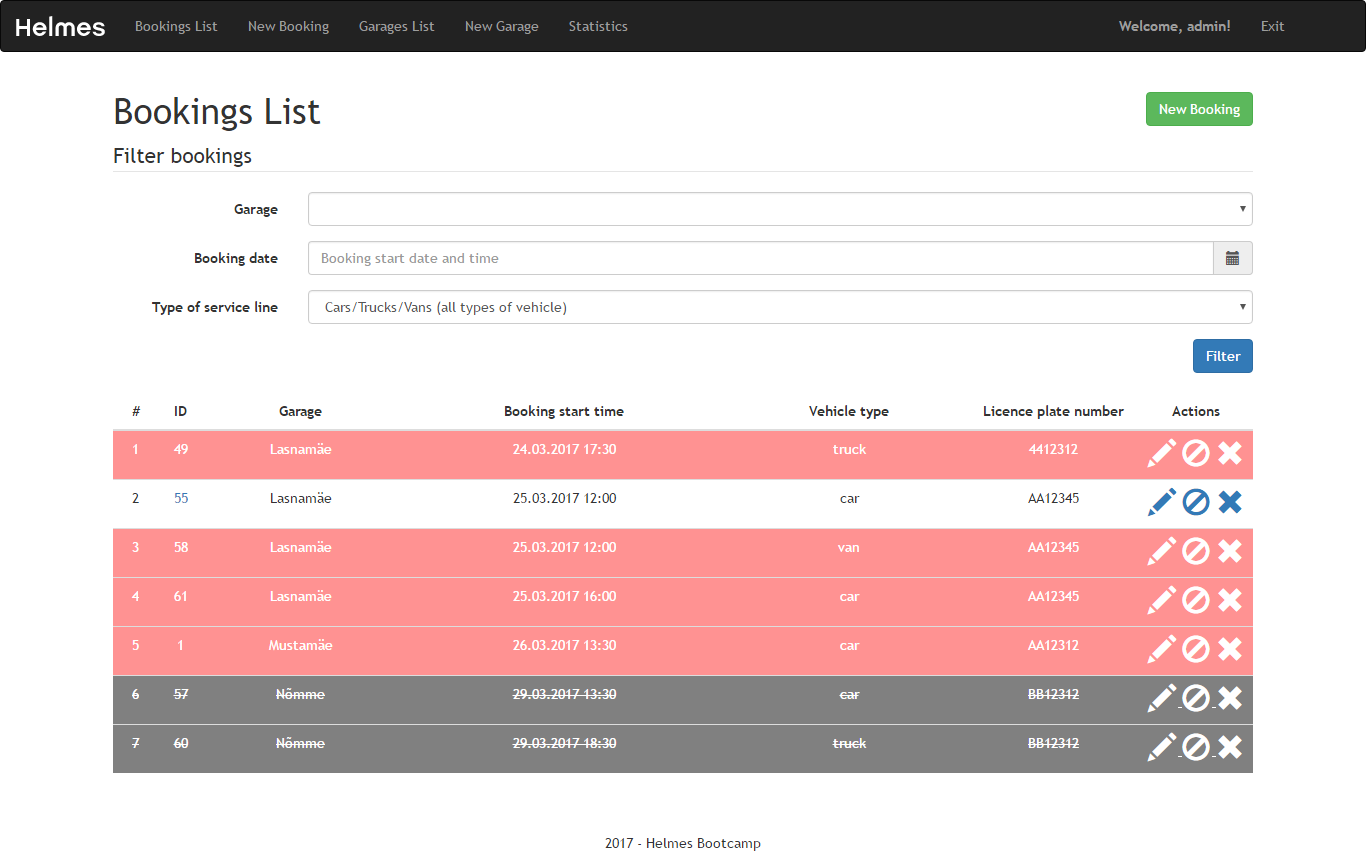 Helmes Bookings List New Booking Garages List New Garage Statistics Welcome, admin! Exit
Bookings List New Booking
Filter bookings
Garage
Booking date Booking start date and time
Type of service line Cars/Trucks/Vans (all types of vehicle)
Filter
# ID Garage Booking start time Vehicle type Licence plate number Actions
1 49 Lasnamäe 24.03.2017 17:30 truck 4412312
2 55 Lasnamäe 25.03.2017 12:00 car AA12345
3 58 Lasnamäe 25.03.2017 12:00 van AA12345
4 61 Lasnamäe 25.03.2017 16:00 car AA12345
5 1 Mustamäe 26.03.2017 13:30 car AA12312
6 57 Nõmme 29.03.2017 13:30 car BB12312
7 60 Nõmme 29.03.2017 18:30 truck BB12312
2017 - Helmes Bootcamp